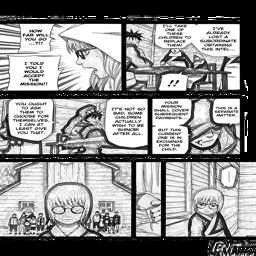 HOW
FAR WILL
YOU GO
...?!!
I TOLD
YOU I
WOULD
ACCEPT
THE
MISSION!!
I'LL TAKE
ONE OF
THESE
CHILDREN TO
REPLACE
THEM!!
I'VE
ALREADY
LOST A
SUBORDINATE
OBTAINING
THIS INTEL...
!!
YOU OUGHT
TO ASK
THEM TO
CHOOSE FOR
THEMSELVES.
I CAN AT
LEAST GIVE
YOU THAT.
IT'S NOT SO
BAD. SOME
CHILDREN
ACTUALLY
YEARN TO BE
SHINOBI
AFTER ALL.
YOUR
MISSION
SHALL COVER
SUBSEQUENT
PAYMENTS...
BUT THIS
CURRENT
ONE IS IN
EXCHANGE
FOR THE
CHILD.
THIS IS A
SEPARATE
MATTER.